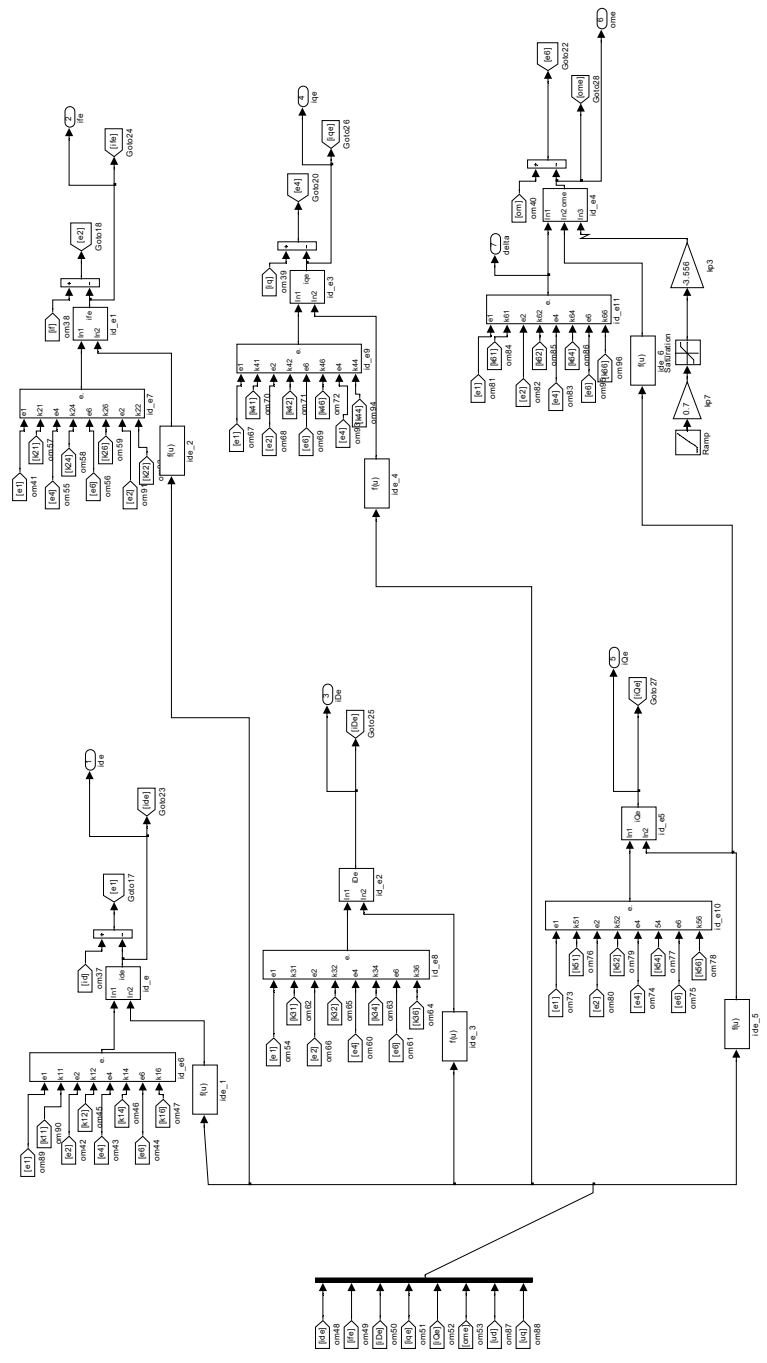 [e1]
om89
[k11]
om90
[e2]
om42
[k12]
om45
[e4]
om43
[k14]
om46
[e6]
om44
[k16]
om47
e1
k11
e2
k12
e4
k14
e6
k16
e.
id_e6
f(u)
ide_1
In1
In2
ide
id_e
[id]
om37
+
-
[e1]
Goto17
[ide]
Goto23
1
ide
[e1]
om41
[k21]
om57
[e4]
om55
[k24]
om58
[e6]
om56
[k26]
om59
[e2]
[k22]
e1
k21
e4
k24
e6
k26
e2
k22
e.
id_e7
f(u)
ide_2
In1
In2
ife
id_e1
[if]
om38
+
-
[e2]
Goto18
[ife]
Goto24
2
ife
[ide]
om48
[ife]
om49
[iDe]
om50
[iqe]
om51
[iQe]
om52
[ome]
om53
[ud]
om87
[uq]
om88
[e1]
om54
[k31]
om62
[e2]
om66
[k32]
om65
[e4]
om60
[k34]
om63
[e6]
om61
[k36]
om64
e1
k31
e2
k32
e4
k34
e6
k36
e.
id_e8
f(u)
ide_3
In1
In2
iDe
id_e2
[iDe]
Goto25
3
iDe
[e1]
om67
[k41]
om70
[e2]
om68
[k42]
om71
[e6]
om69
[k46]
om72
[e4]
[k44]
om94
e1
k41
e2
k42
e6
k46
e4
k44
e.
id_e9
f(u)
ide_4
In1
In2
iqe
id_e3
[iq]
om39
+
-
[e4]
Goto20
[iqe]
Goto26
4
iqe
[e1]
om73
[k51]
om76
[e2]
om80
[k52]
om79
[e4]
om74
[k54]
om77
[e6]
om75
[k56]
om78
e1
k51
e2
k52
e4
54
e6
k56
e.
id_e10
f(u)
ide_5
In1
In2
iQe
id_e5
[iQe]
Goto27
5
iQe
[e1]
om81
[k61]
om84
[e2]
om82
[k62]
om85
[e4]
om83
[k64]
om86
[e6]
[k66]
om96
e1
k61
e2
k62
e4
k64
e6
k66
e.
id_e11
f(u)
ide_6
Ramp
0.7
kp7
Saturation
-3.556
kp3
7
delta
In1
In2
In3
ome
id_e4
[om]
om40
+
-
[e6]
Goto22
[ome]
Goto28
6
ome